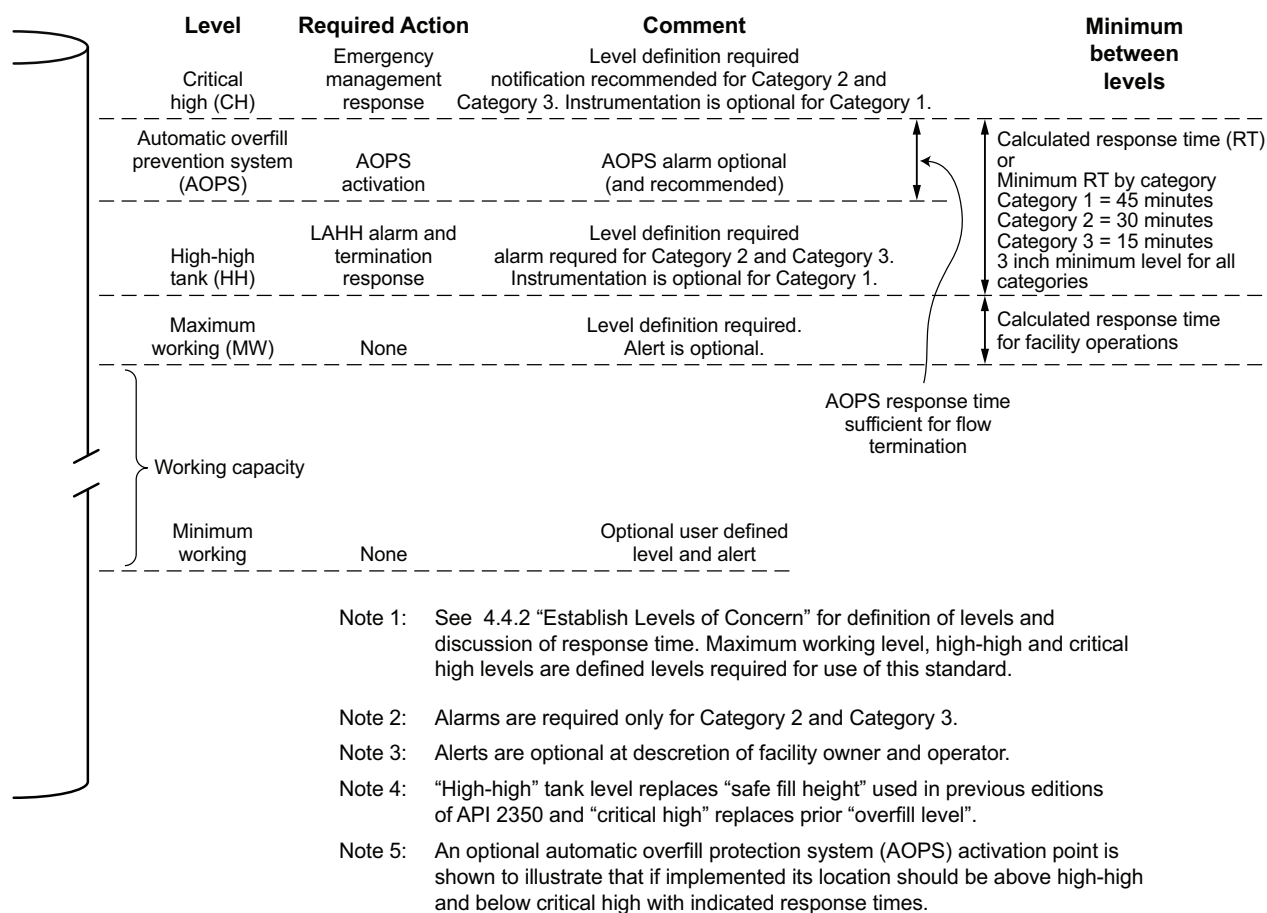 Level
Required Action
Comment
Minimum
between
levels
Critical
high (CH)
Emergency
management
response
Level definition required
notification recommended for Category 2 and
Category 3. Instrumentation is optional for Category 1.
Automatic overfill
prevention system
(AOPS)
AOPS
activation
AOPS alarm optional
(and recommended)
Calculated response time (RT)
or
Minimum RT by category
Category 1 = 45 minutes
Category 2 = 30 minutes
Category 3 = 15 minutes
3 inch minimum level for all
categories
High-high
tank (HH)
LAHH alarm and
termination
response
Level definition required
alarm requred for Category 2 and Category 3.
Instrumentation is optional for Category 1.
Maximum
working (MW)
None
Level definition required.
Alert is optional.
Calculated response time
for facility operations
AOPS response time
sufficient for flow
termination
Working capacity
Minimum
working
None
Optional user defined
level and alert
Note 1: See 4.4.2 “Establish Levels of Concern” for definition of levels and
discussion of response time. Maximum working level, high-high and critical
high levels are defined levels required for use of this standard.
Note 2: Alarms are required only for Category 2 and Category 3.
Note 3: Alerts are optional at descretion of facility owner and operator.
Note 4: “High-high” tank level replaces “safe fill height” used in previous editions
of API 2350 and “critical high” replaces prior “overfill level”.
Note 5: An optional automatic overfill protection system (AOPS) activation point is
shown to illustrate that if implemented its location should be above high-high
and below critical high with indicated response times.